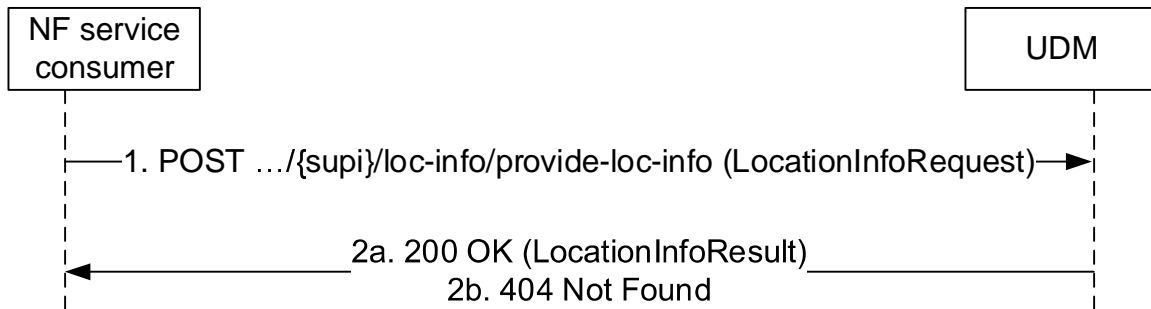 NF service
consumer
UDM
1. POST …/{supi}/loc-info/provide-loc-info (LocationInfoRequest)
2a. 200 OK (LocationInfoResult)
2b. 404 Not Found